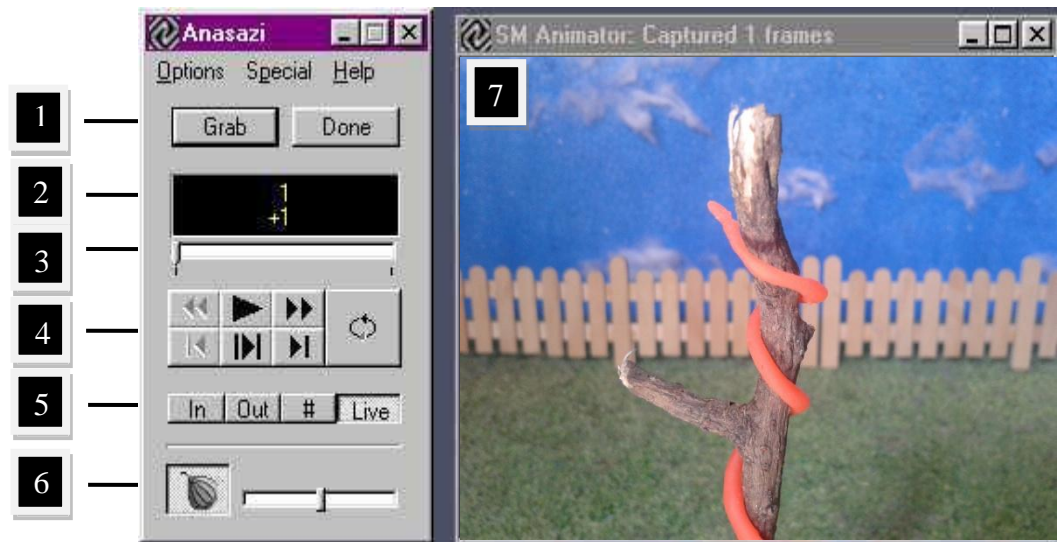 Anasazi
Options Special Help
1
Grab Done
2
1
+1
3
4
5
In Out # Live
6
SM Animator: Captured 1 frames
7